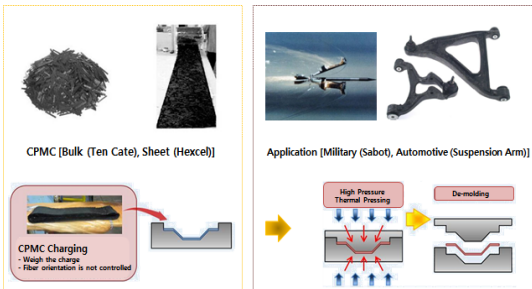 CPMC [Bulk (Ten Cate), Sheet (Hexcel)]
Application [Military (Sabot), Automotive (Suspension Arm)]
CPMC Charging
- Weigh the charge
- Fiber orientation is not controlled
High Pressure
Thermal Pressing
De-molding